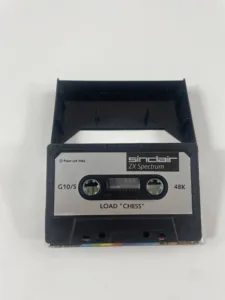 sinclair
ZX Spectrum
G10/S
48K
LOAD "CHESS"